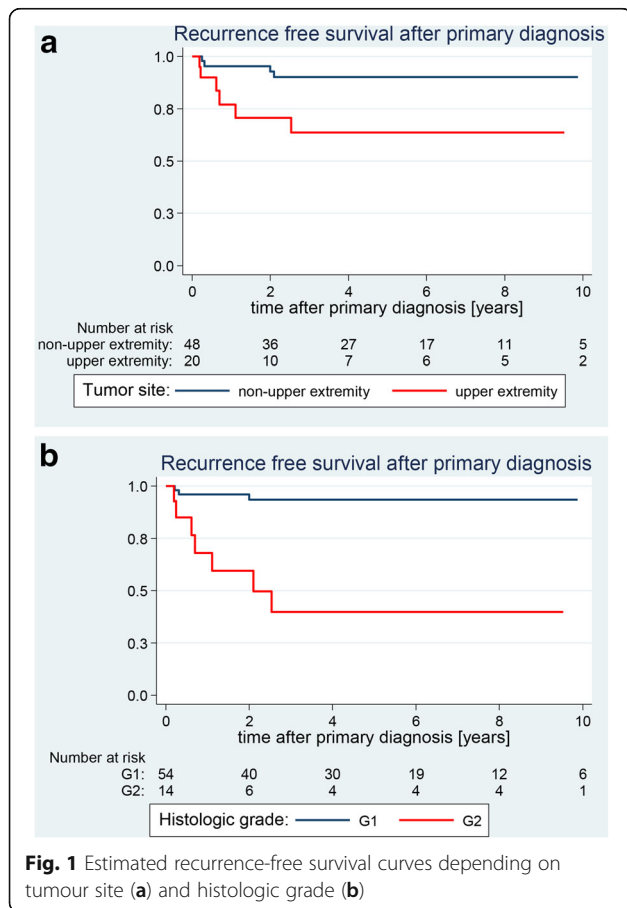 a
Recurrence free survival after primary diagnosis
1.0
0.8
0.5
0.3
0.0
0 2 4 6 8 10
time after primary diagnosis [years]
Number at risk
non-upper extremity: 48 36 27 17 11 5
upper extremity: 20 10 7 6 5 2
Tumor site: non-upper extremity upper extremity
b
Recurrence free survival after primary diagnosis
1.0
0.8
0.5
0.3
0.0
0 2 4 6 8 10
time after primary diagnosis [years]
Number at risk
G1: 54 40 30 19 12 6
G2: 14 6 4 4 4 1
Histologic grade: G1 G2
Fig. 1 Estimated recurrence-free survival curves depending on
tumour site (a) and histologic grade (b)